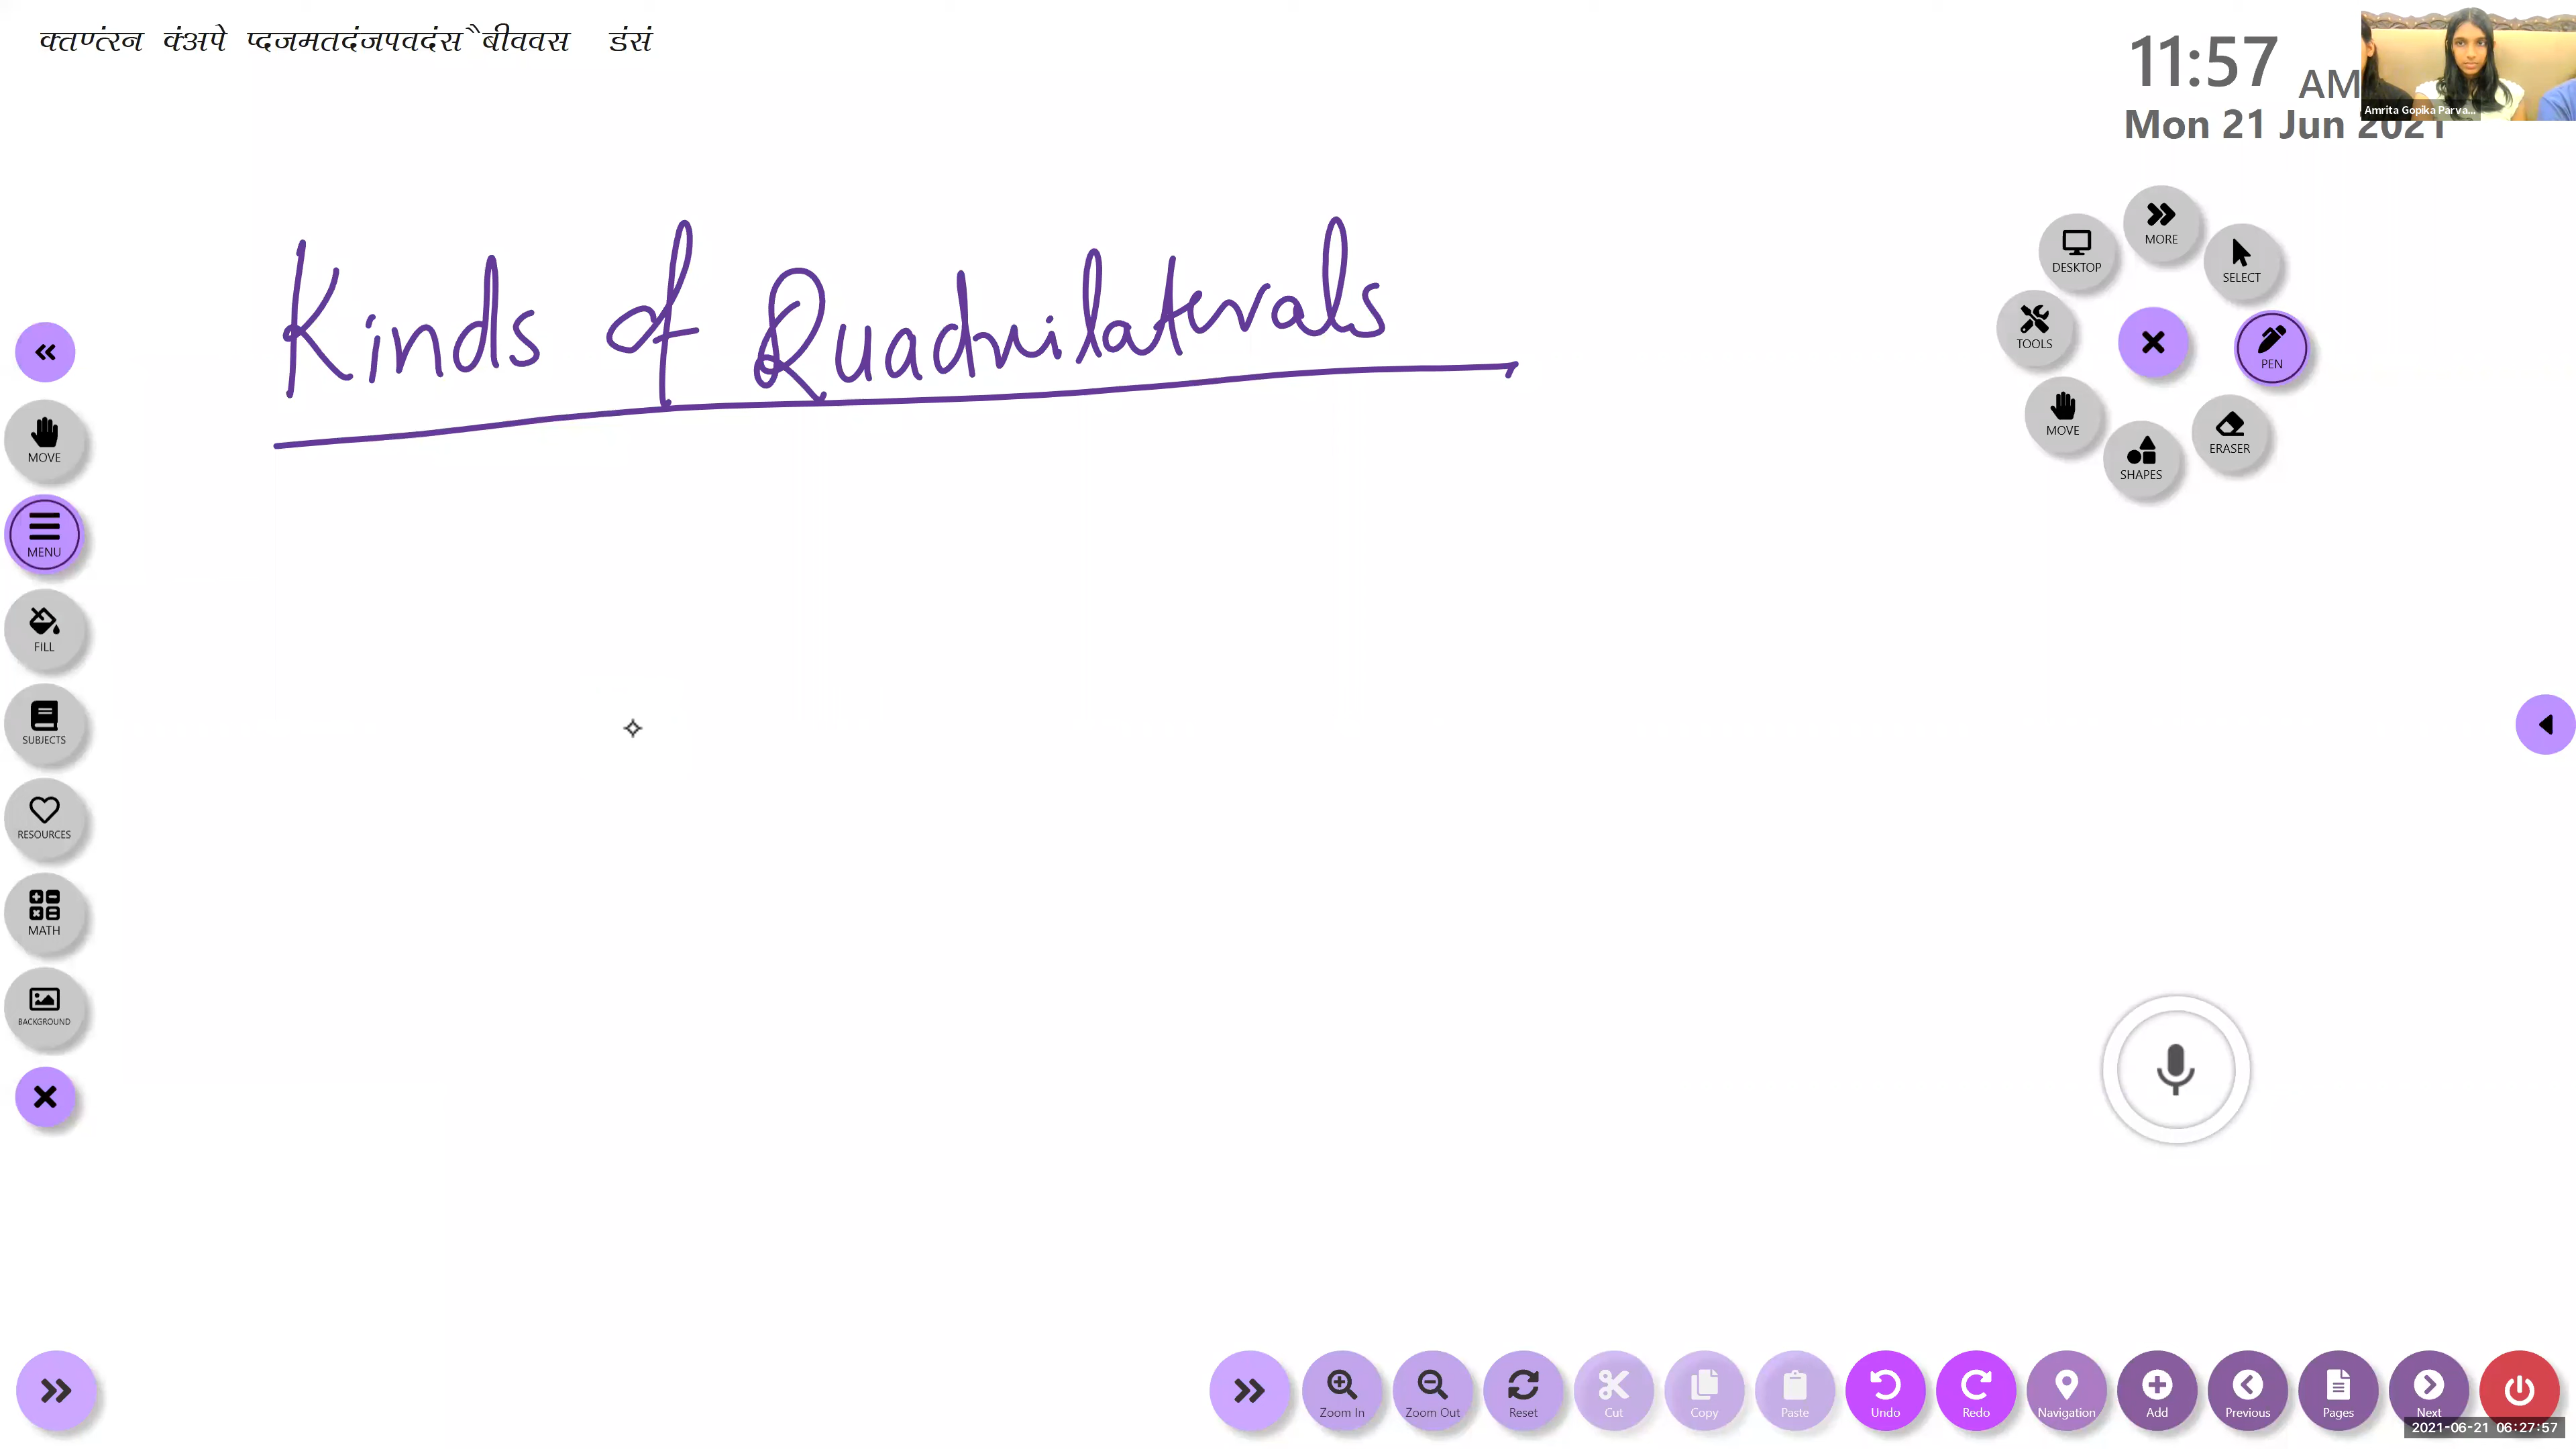 क्तण्त्ंरन क्ंअपे प्दजमतदंजपवदंस ैबीववस डंसं
11:57 AM
Amrita Gopika Parva...
Mon 21 Jun 2021
Kinds of Quadrilaterals
MORE
DESKTOP
SELECT
TOOLS
PEN
MOVE
ERASER
SHAPES
MOVE
MENU
FILL
SUBJECTS
RESOURCES
MATH
BACKGROUND
Zoom In
Zoom Out
Reset
Cut
Copy
Paste
Undo
Redo
Navigation
Add
Previous
Pages
Next
2021-06-21 06:27:57